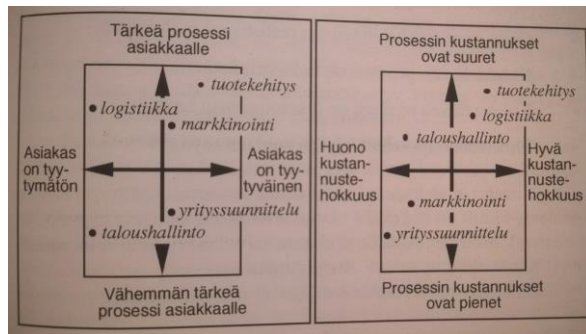 Tärkeä prosessi
asiakkaalle
• tuotekehitys
• logistiikka
• markkinointi
Asiakas
on tyy-
tymätön
Asiakas
on tyy-
tyväinen
• yrityssuunnittelu
• taloushallinto
Vähemmän tärkeä
prosessi asiakkaalle
Prosessin kustannukset
ovat suuret
• tuotekehitys
• logistiikka
• taloushallinto
Huono
kustan-
nuste-
hokkuus
Hyvä
kustan-
nuste-
hokkuus
• markkinointi
• yrityssuunnittelu
Prosessin kustannukset
ovat pienet